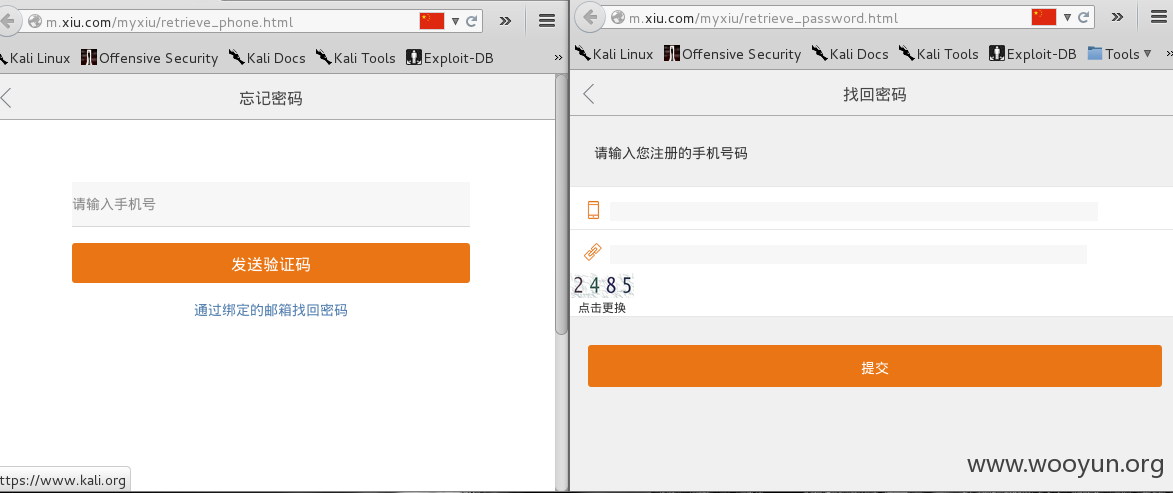 m.xiu.com/myxiu/retrieve_phone.html
Kali Linux Offensive Security Kali Docs Kali Tools Exploit-DB »
忘记密码
请输入手机号
发送验证码
通过绑定的邮箱找回密码
ttps://www.kali.org
m.xiu.com/myxiu/retrieve_password.html
Kali Linux Offensive Security Kali Docs Kali Tools Exploit-DB Tools
找回密码
请输入您注册的手机号码
2485
点击更换
提交
www.wooyun.org